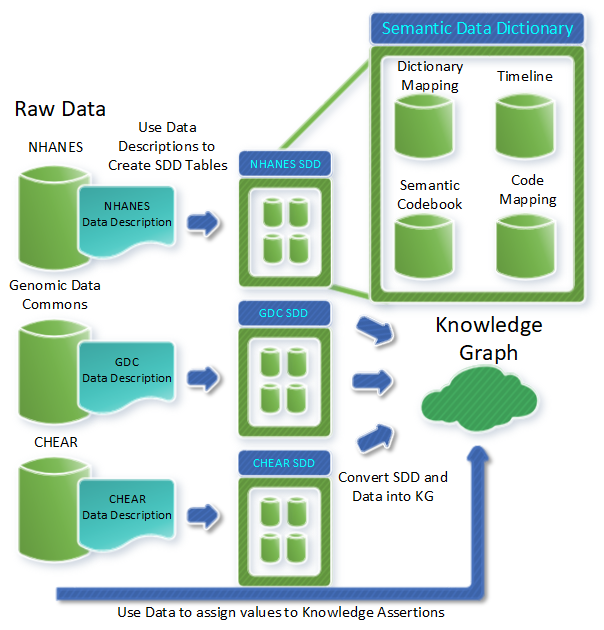 Semantic Data Dictionary
Dictionary
Mapping
Timeline
Semantic
Codebook
Code
Mapping
Raw Data
NHANES
Use Data
Descriptions to
Create SDD Tables
NHANES
Data Description
NHANES SDD
Genomic Data
Commons
GDC
Data Description
GDC SDD
Knowledge
Graph
CHEAR
CHEAR
Data Description
CHEAR SDD
Convert SDD and
Data into KG
Use Data to assign values to Knowledge Assertions